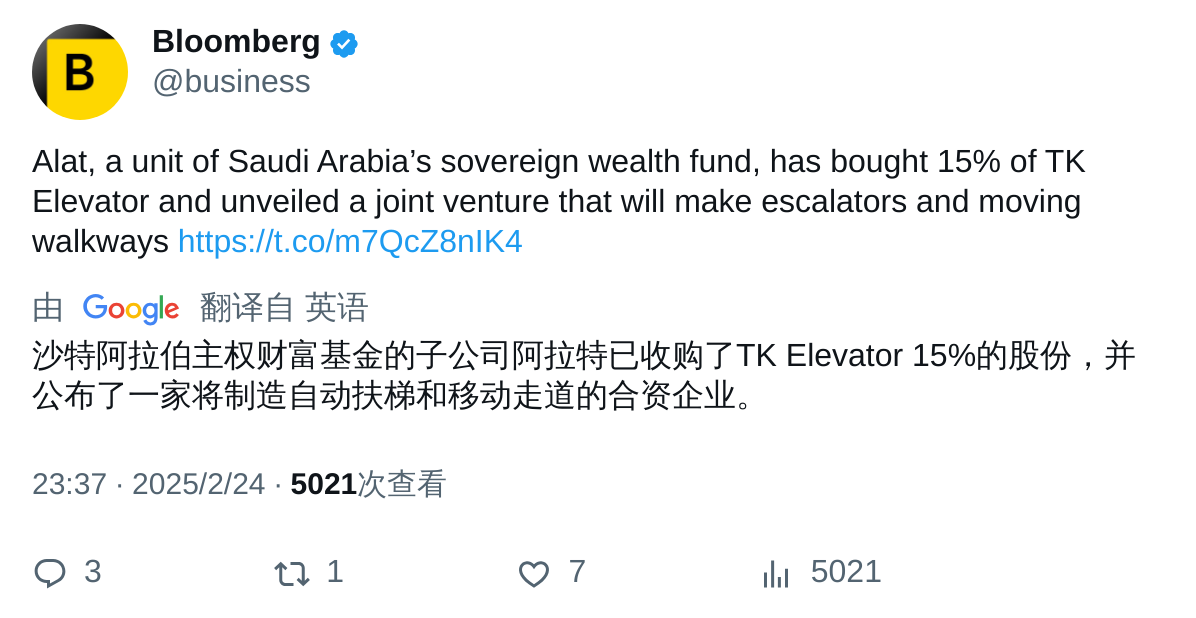 B
Bloomberg
@business
Alat, a unit of Saudi Arabia’s sovereign wealth fund, has bought 15% of TK
Elevator and unveiled a joint venture that will make escalators and moving
walkways https://t.co/m7QcZ8nIK4
由 Google 翻译自 英语
沙特阿拉伯主权财富基金的子公司阿拉特已收购了TK Elevator 15%的股份，并
公布了一家将制造自动扶梯和移动走道的合资企业。
23:37 · 2025/2/24 · 5021次查看
3 1 7 5021